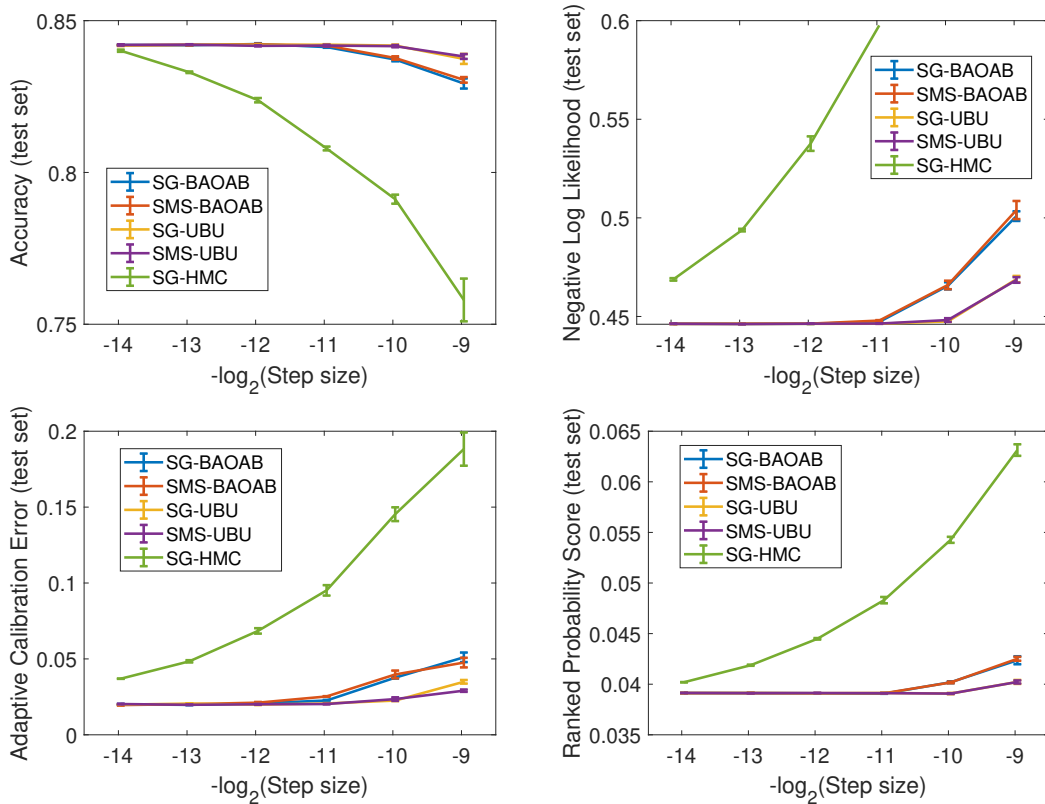 0.85
0.8
0.75
Accuracy (test set)
SG-BAOAB
SMS-BAOAB
SG-UBU
SMS-UBU
SG-HMC
-14 -13 -12 -11 -10 -9
-log2(Step size)
0.6
0.55
0.5
0.45
Negative Log Likelihood (test set)
SG-BAOAB
SMS-BAOAB
SG-UBU
SMS-UBU
SG-HMC
-14 -13 -12 -11 -10 -9
-log2(Step size)
0.2
0.15
0.1
0.05
0
Adaptive Calibration Error (test set)
SG-BAOAB
SMS-BAOAB
SG-UBU
SMS-UBU
SG-HMC
-14 -13 -12 -11 -10 -9
-log2(Step size)
0.065
0.06
0.055
0.05
0.045
0.04
0.035
Ranked Probability Score (test set)
SG-BAOAB
SMS-BAOAB
SG-UBU
SMS-UBU
SG-HMC
-14 -13 -12 -11 -10 -9
-log2(Step size)